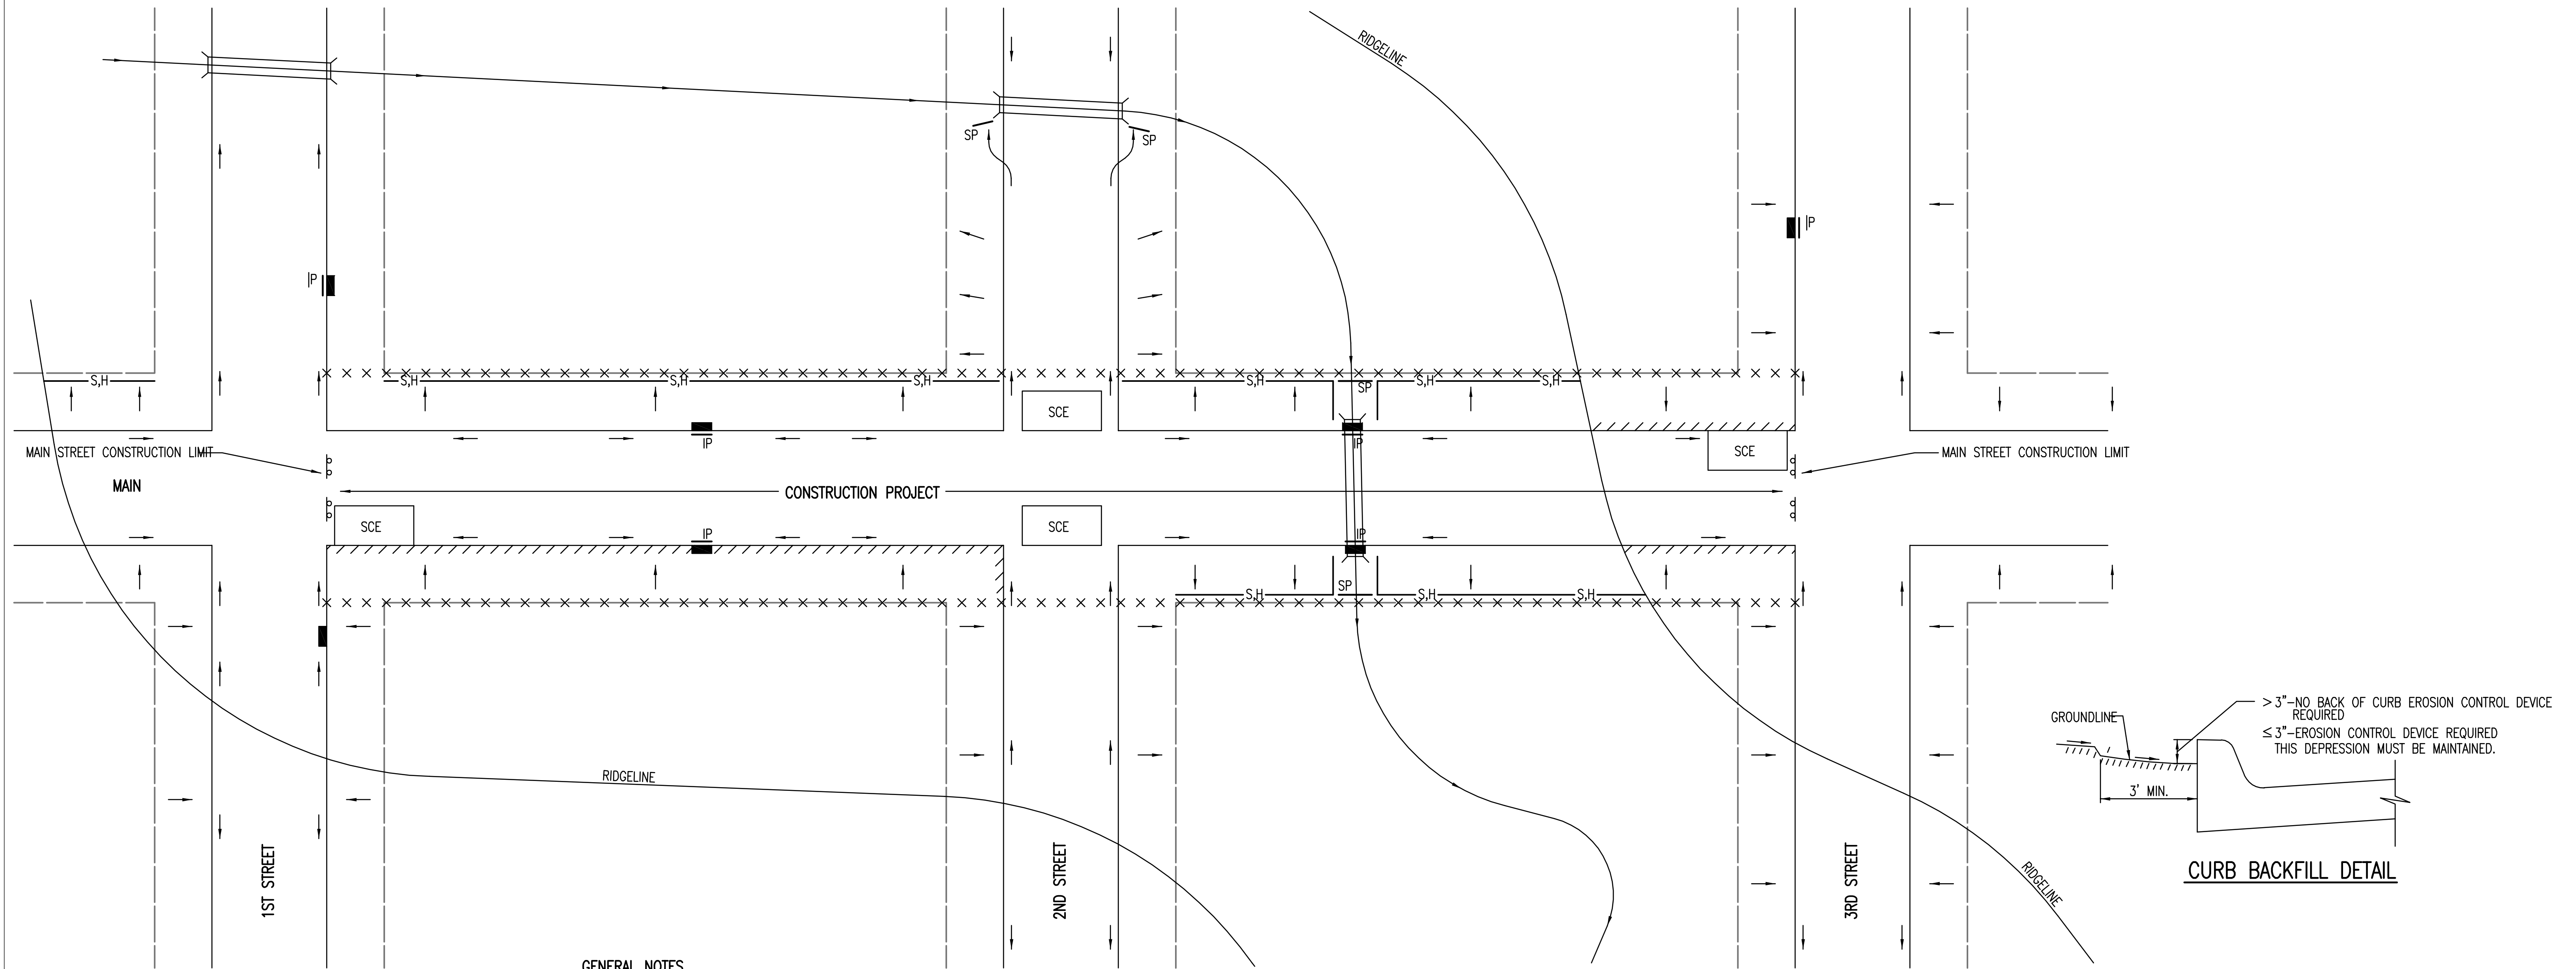 RIDGELINE
SP
SP
IP
IP
S,H
S,H
S,H
S,H
S,H
SP
S,H
S,H
SCE
IP
IP
SCE
MAIN STREET CONSTRUCTION LIMIT
MAIN STREET CONSTRUCTION LIMIT
MAIN
CONSTRUCTION PROJECT
SCE
SCE
IP
IP
SP
S,H
S,H
S,H
RIDGELINE
1ST STREET
2ND STREET
3RD STREET
RIDGELINE
GROUNDLINE
>3"-NO BACK OF CURB EROSION CONTROL DEVICE
REQUIRED
≤3"-EROSION CONTROL DEVICE REQUIRED
THIS DEPRESSION MUST BE MAINTAINED.
3' MIN.
CURB BACKFILL DETAIL
GENERAL NOTES